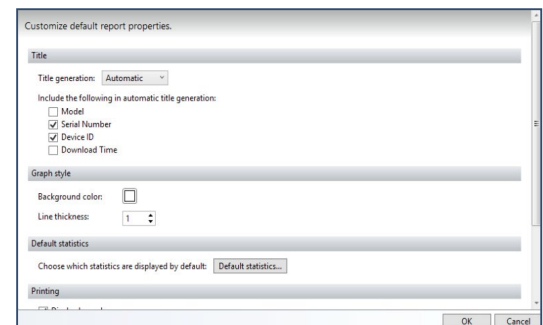 Customize default report properties.
Title
Title generation: Automatic
Include the following in automatic title generation:
Model
Serial Number
Device ID
Download Time
Graph style
Background color:
Line thickness: 1
Default statistics
Choose which statistics are displayed by default: Default statistics...
Printing
OK Cancel